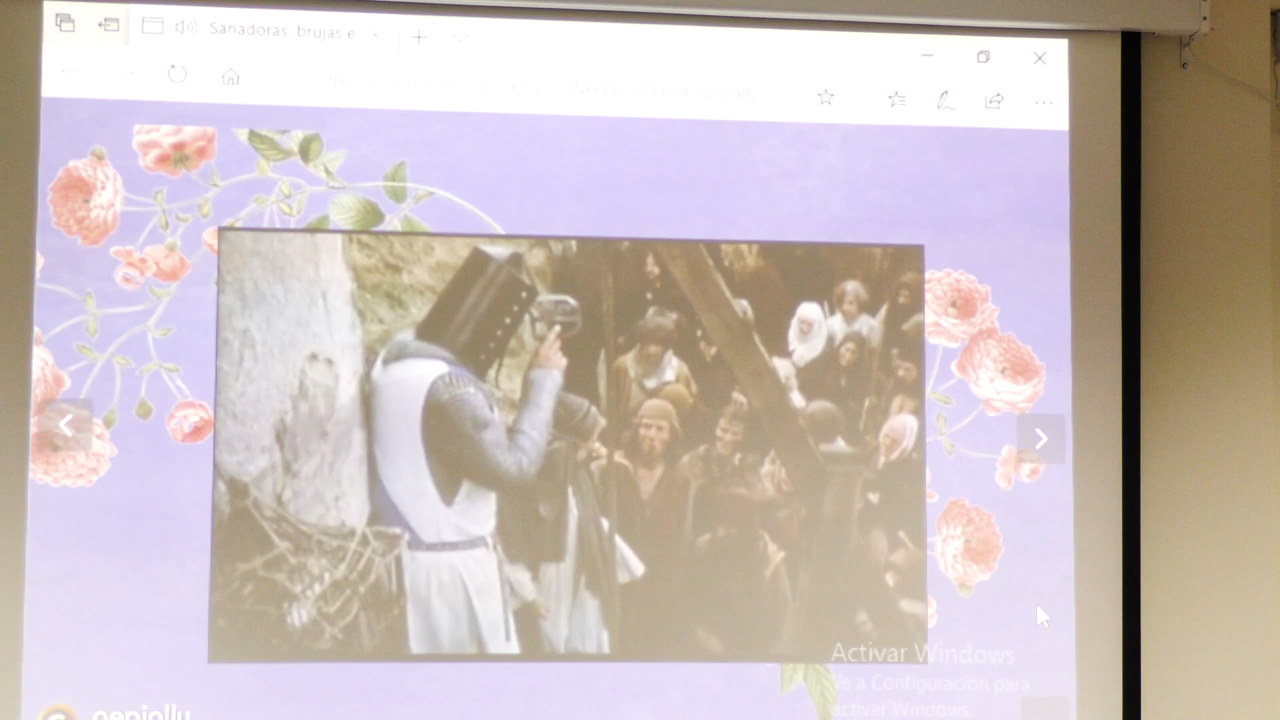 Sanadoras, brujas e
Activar Windows
Ve a Configuración para
activar Windows.
genially